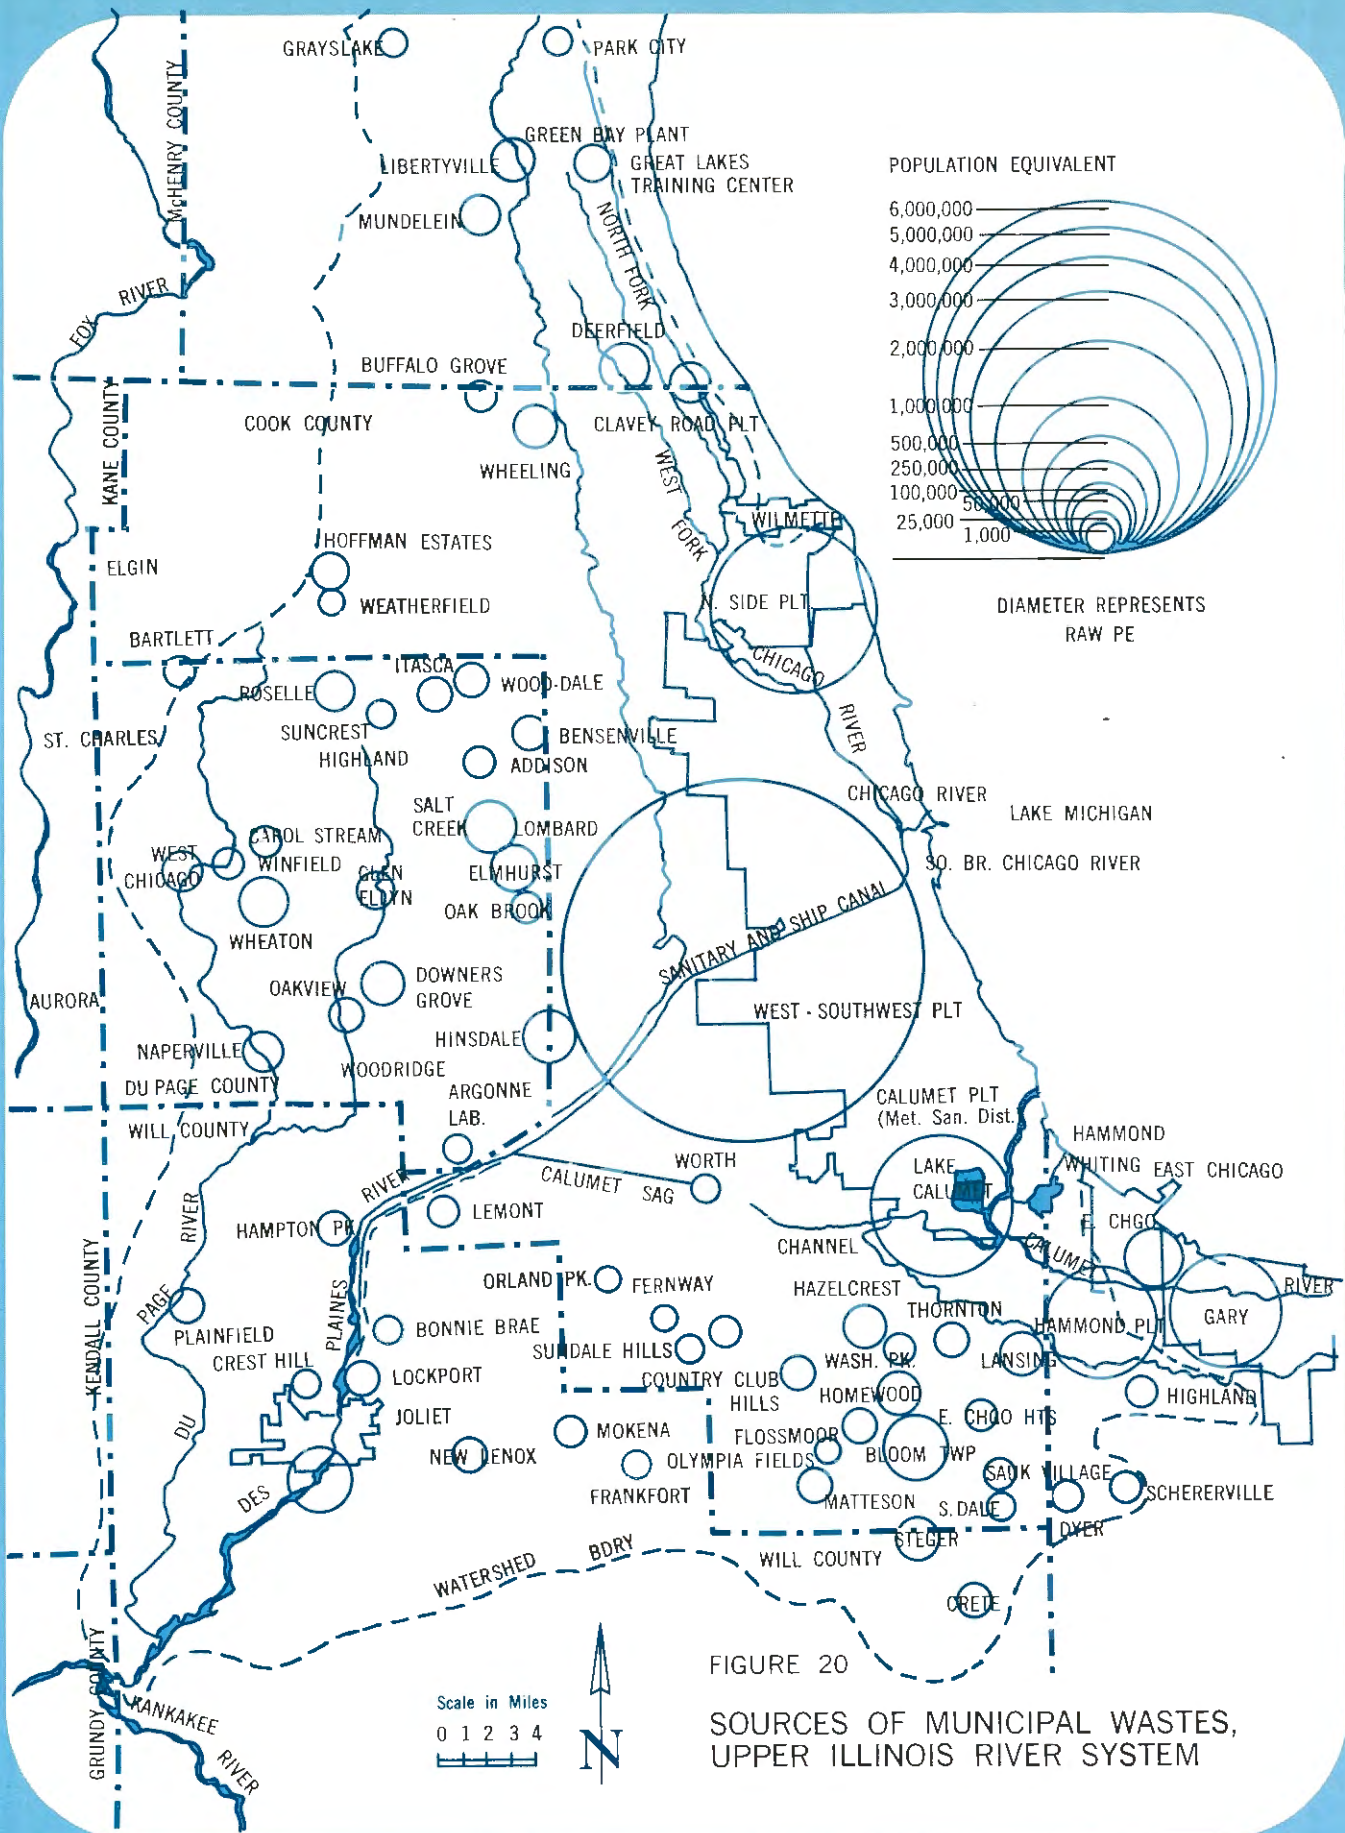 GRAYSLAKE
PARK CITY
McHENRY COUNTY
GREEN BAY PLANT
LIBERTYVILLE
GREAT LAKES
TRAINING CENTER
MUNDELEIN
NORTH FORK
FOX RIVER
DEERFIELD
BUFFALO GROVE
KANE COUNTY
COOK COUNTY
CLAVEY ROAD PLT
WHEELING
WEST FORK
POPULATION EQUIVALENT
6,000,000
5,000,000
4,000,000
3,000,000
2,000,000
1,000,000
500,000
250,000
100,000
50,000
25,000
1,000
DIAMETER REPRESENTS
RAW PE
WILMETTE
ELGIN
HOFFMAN ESTATES
WEATHERFIELD
N. SIDE PLT.
BARTLETT
CHICAGO RIVER
ITASCA
ROSELLE
WOOD-DALE
SUNCREST
HIGHLAND
ST. CHARLES
BENSENVILLE
ADDISON
CHICAGO RIVER
LAKE MICHIGAN
SALT
CREEK
LOMBARD
CAROL STREAM
WEST
CHICAGO
WINFIELD
GLEN
ELLYN
ELMHURST
SO. BR. CHICAGO RIVER
OAK BROOK
WHEATON
SANITARY AND SHIP CANAL
OAKVIEW
DOWNERS
GROVE
AURORA
WEST - SOUTHWEST PLT
HINSDALE
NAPERVILLE
WOODRIDGE
DU PAGE COUNTY
ARGONNE
LAB.
CALUMET PLT
(Met. San. Dist.)
WILL COUNTY
HAMMOND
WHITING
EAST CHICAGO
WORTH
CALUMET SAG
CHANNEL
LAKE
CALUMET
RIVER
LEMONT
HAMPTON PK
E. CHGO
CALUMET
RIVER
KENDALL COUNTY
DU PAGE RIVER
PLAINFIELD
DES PLAINES
ORLAND PK.
FERNWAY
HAZELCREST
THORNTON
HAMMOND PLT
GARY
BONNIE BRAE
SUNDALE HILLS
WASH. PK.
LANSING
CREST HILL
LOCKPORT
COUNTRY CLUB
HILLS
HOMEWOOD
HIGHLAND
JOLIET
MOKENA
FLOSSMOOR
E. CHGO HTS
NEW LENOX
OLYMPIA FIELDS
BLOOM TWP
SAUK VILLAGE
FRANKFORT
MATTESON
S. DALE
SCHERERVILLE
DYER
STEGER
WILL COUNTY
WATERSHED BDRY
CRETE
GRUNDY COUNTY
KANKAKEE RIVER
Scale in Miles
0 1 2 3 4
N
FIGURE 20
SOURCES OF MUNICIPAL WASTES,
UPPER ILLINOIS RIVER SYSTEM